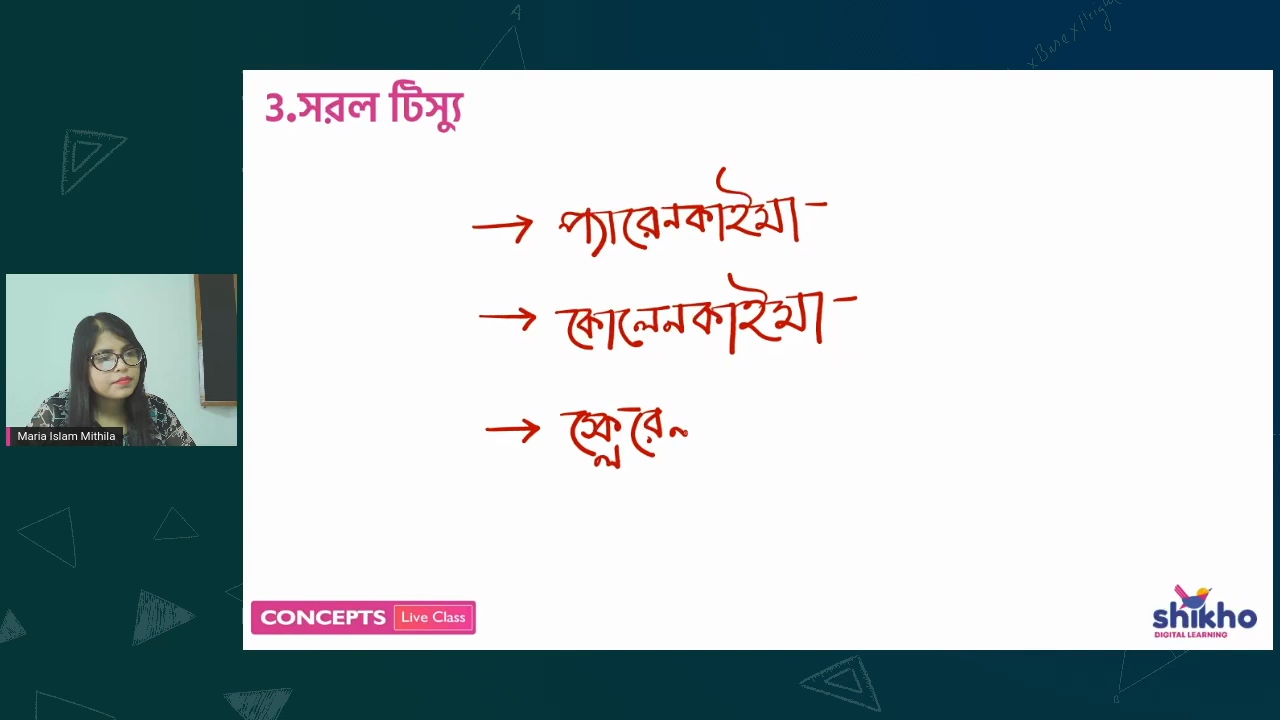 3.সরল টিস্যু
→ প্যারেনকাইমা -
→ কোলেনকাইমা -
→ স্ক্লেরেন
Maria Islam Mithila
CONCEPTS Live Class
shikho
DIGITAL LEARNING
A
B